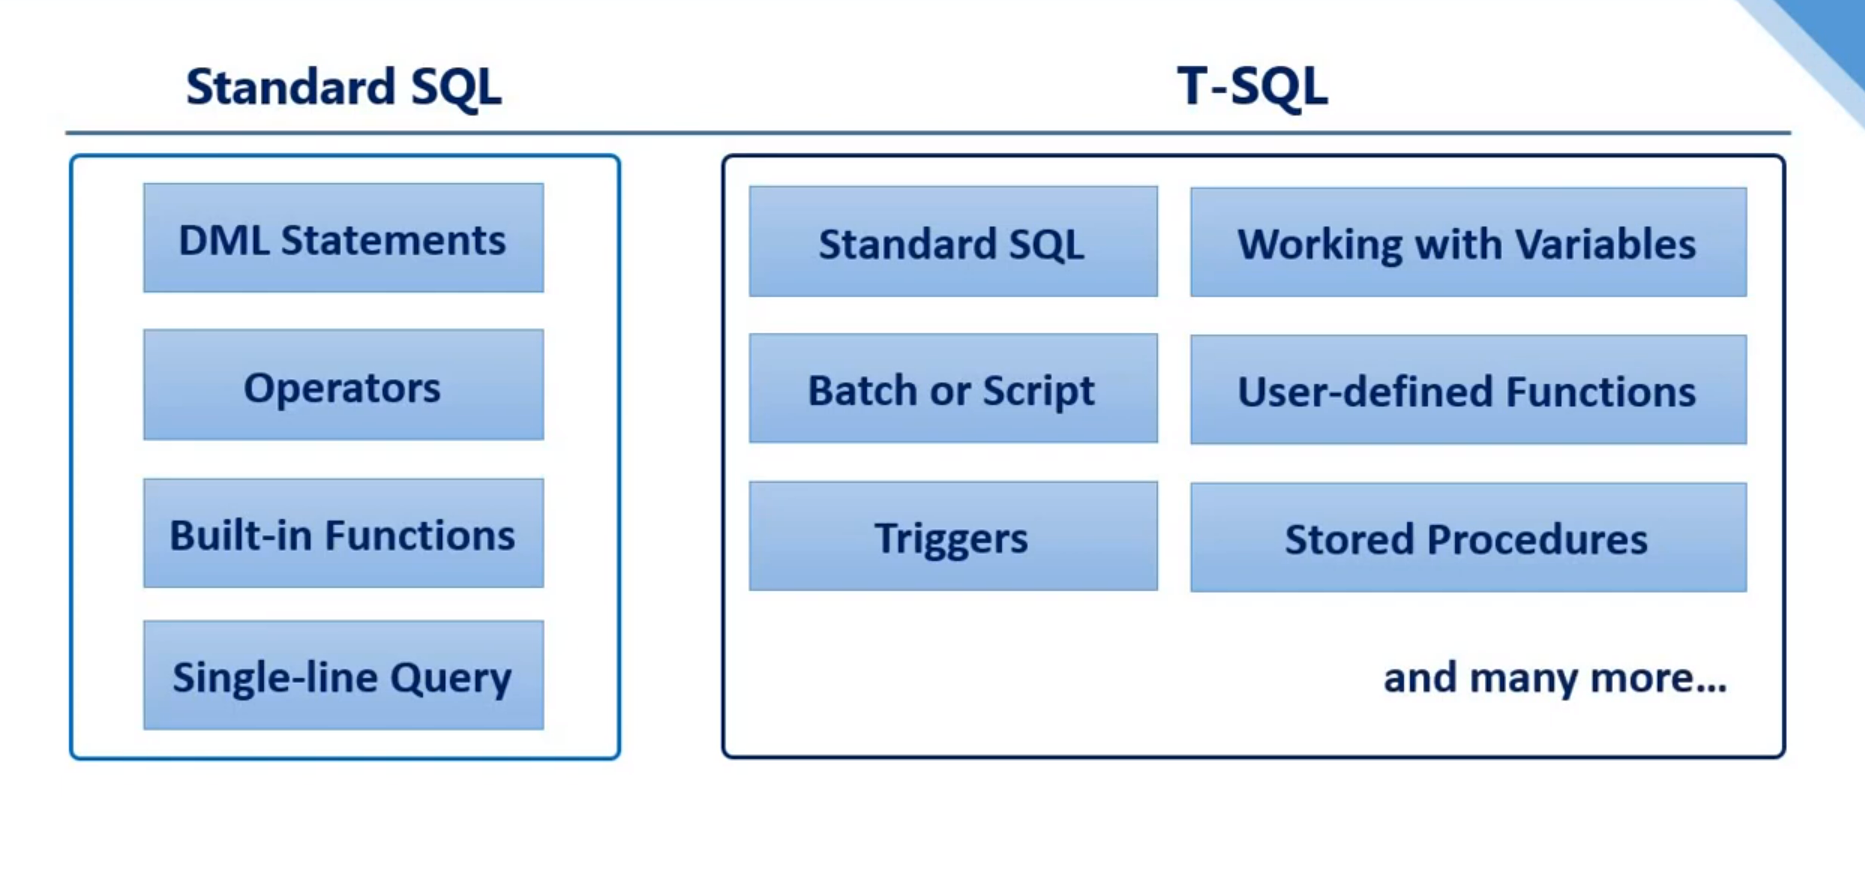 Standard SQL
T-SQL
DML Statements
Operators
Built-in Functions
Single-line Query
Standard SQL
Working with Variables
Batch or Script
User-defined Functions
Triggers
Stored Procedures
and many more...